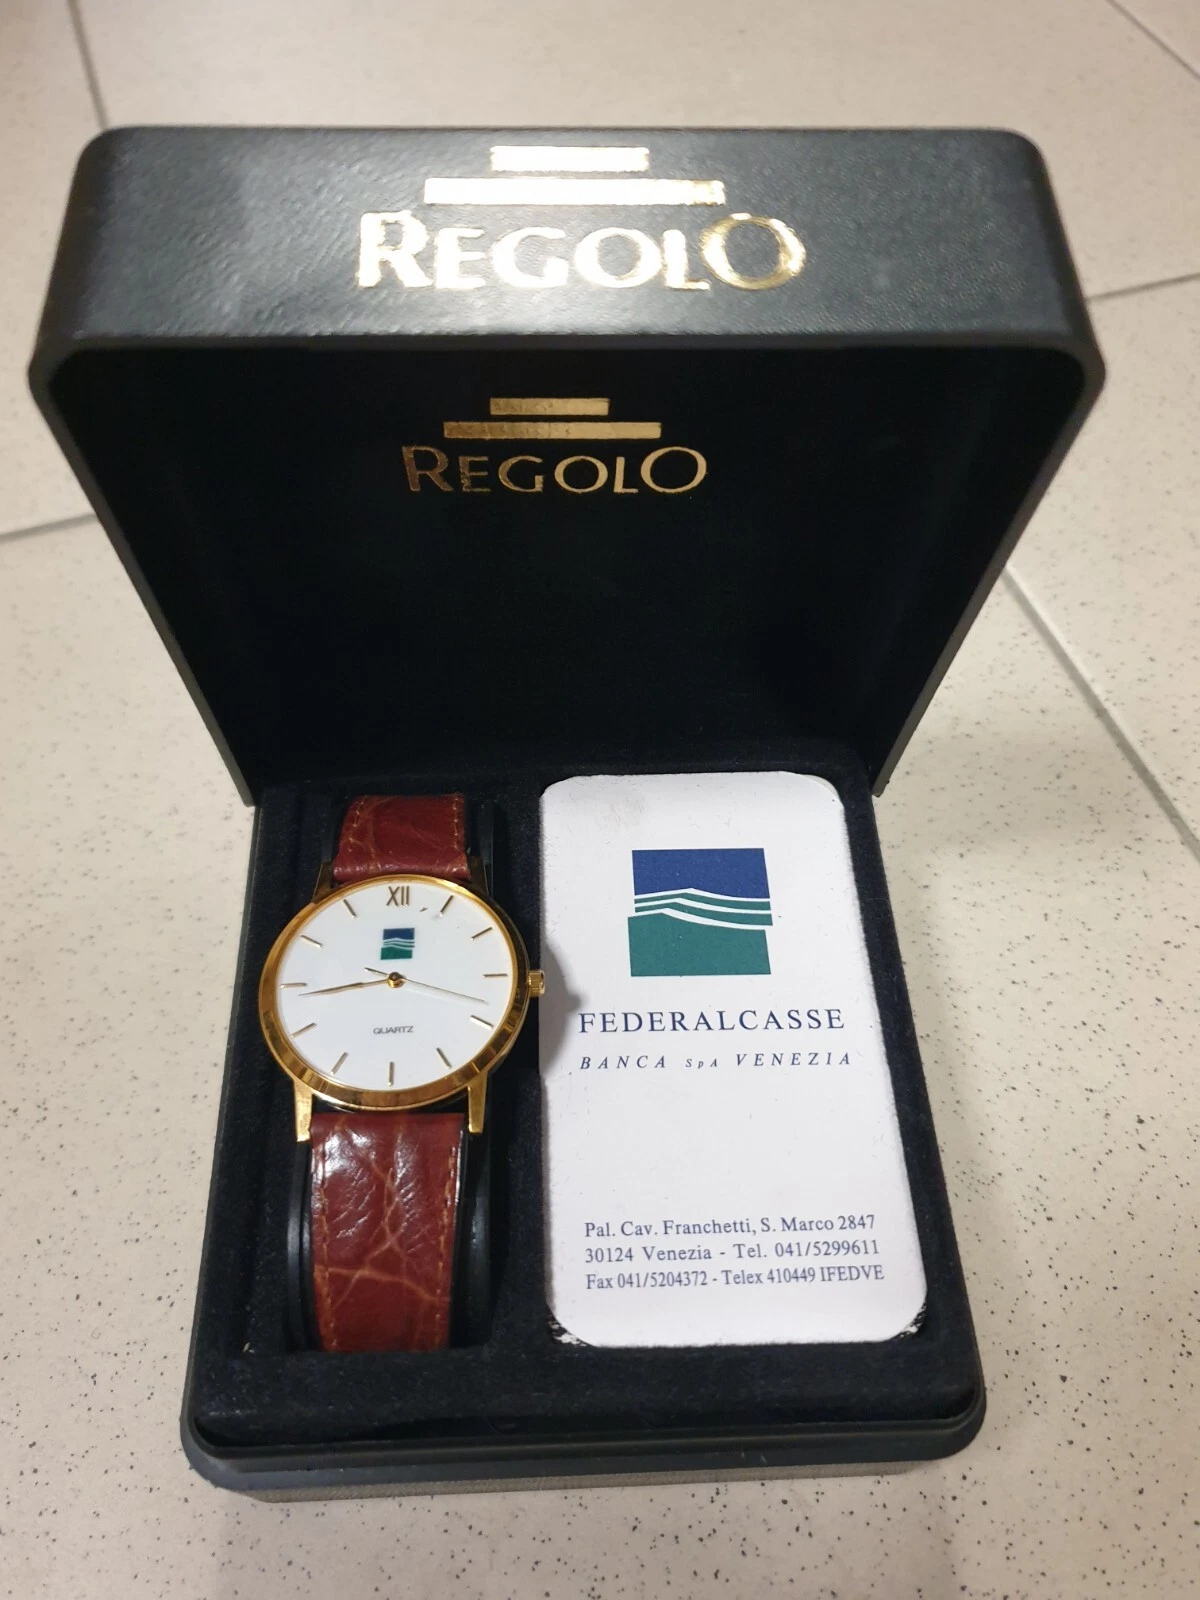 REGOLO
REGOLO
XII
QUARTZ
FEDERALCASSE
BANCA SpA VENEZIA
Pal. Cav. Franchetti, S. Marco 2847
30124 Venezia - Tel. 041/5299611
Fax 041/5204372 - Telex 410449 IFEDVE